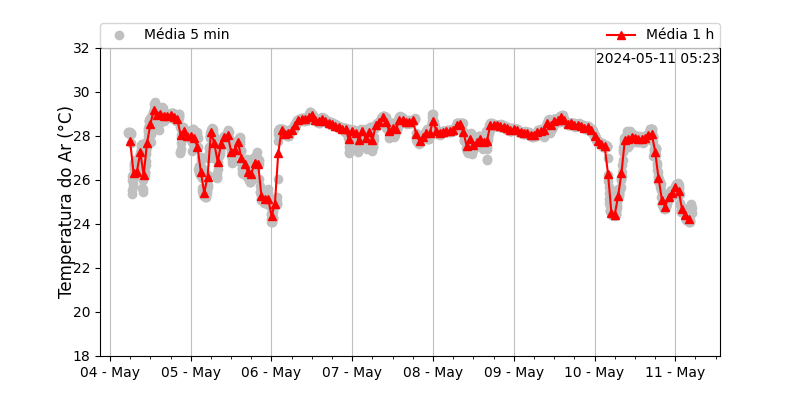 Média 5 min
Média 1 h
2024-05-11 05:23
Temperatura do Ar (°C)
32
30
28
26
24
22
20
18
04 - May
05 - May
06 - May
07 - May
08 - May
09 - May
10 - May
11 - May